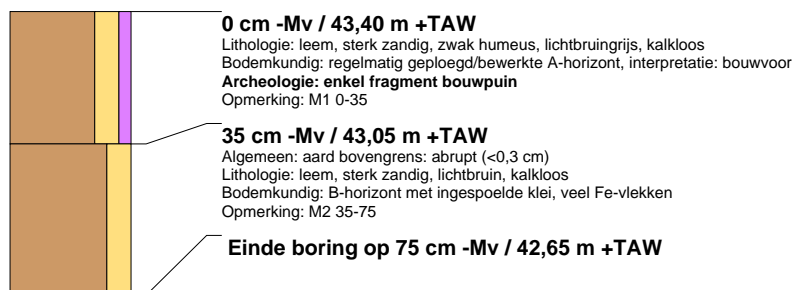 0 cm -Mv / 43,40 m +TAW
Lithologie: leem, sterk zandig, zwak humeus, lichtbruingrijs, kalkloos
Bodemkundig: regelmatig geploegd/bewerkte A-horizont, interpretatie: bouwvoor
Archeologie: enkel fragment bouwpuin
Opmerking: M1 0-35
35 cm -Mv / 43,05 m +TAW
Algemeen: aard bovengrens: abrupt (<0,3 cm)
Lithologie: leem, sterk zandig, lichtbruin, kalkloos
Bodemkundig: B-horizont met ingespoelde klei, veel Fe-vlekken
Opmerking: M2 35-75
Einde boring op 75 cm -Mv / 42,65 m +TAW